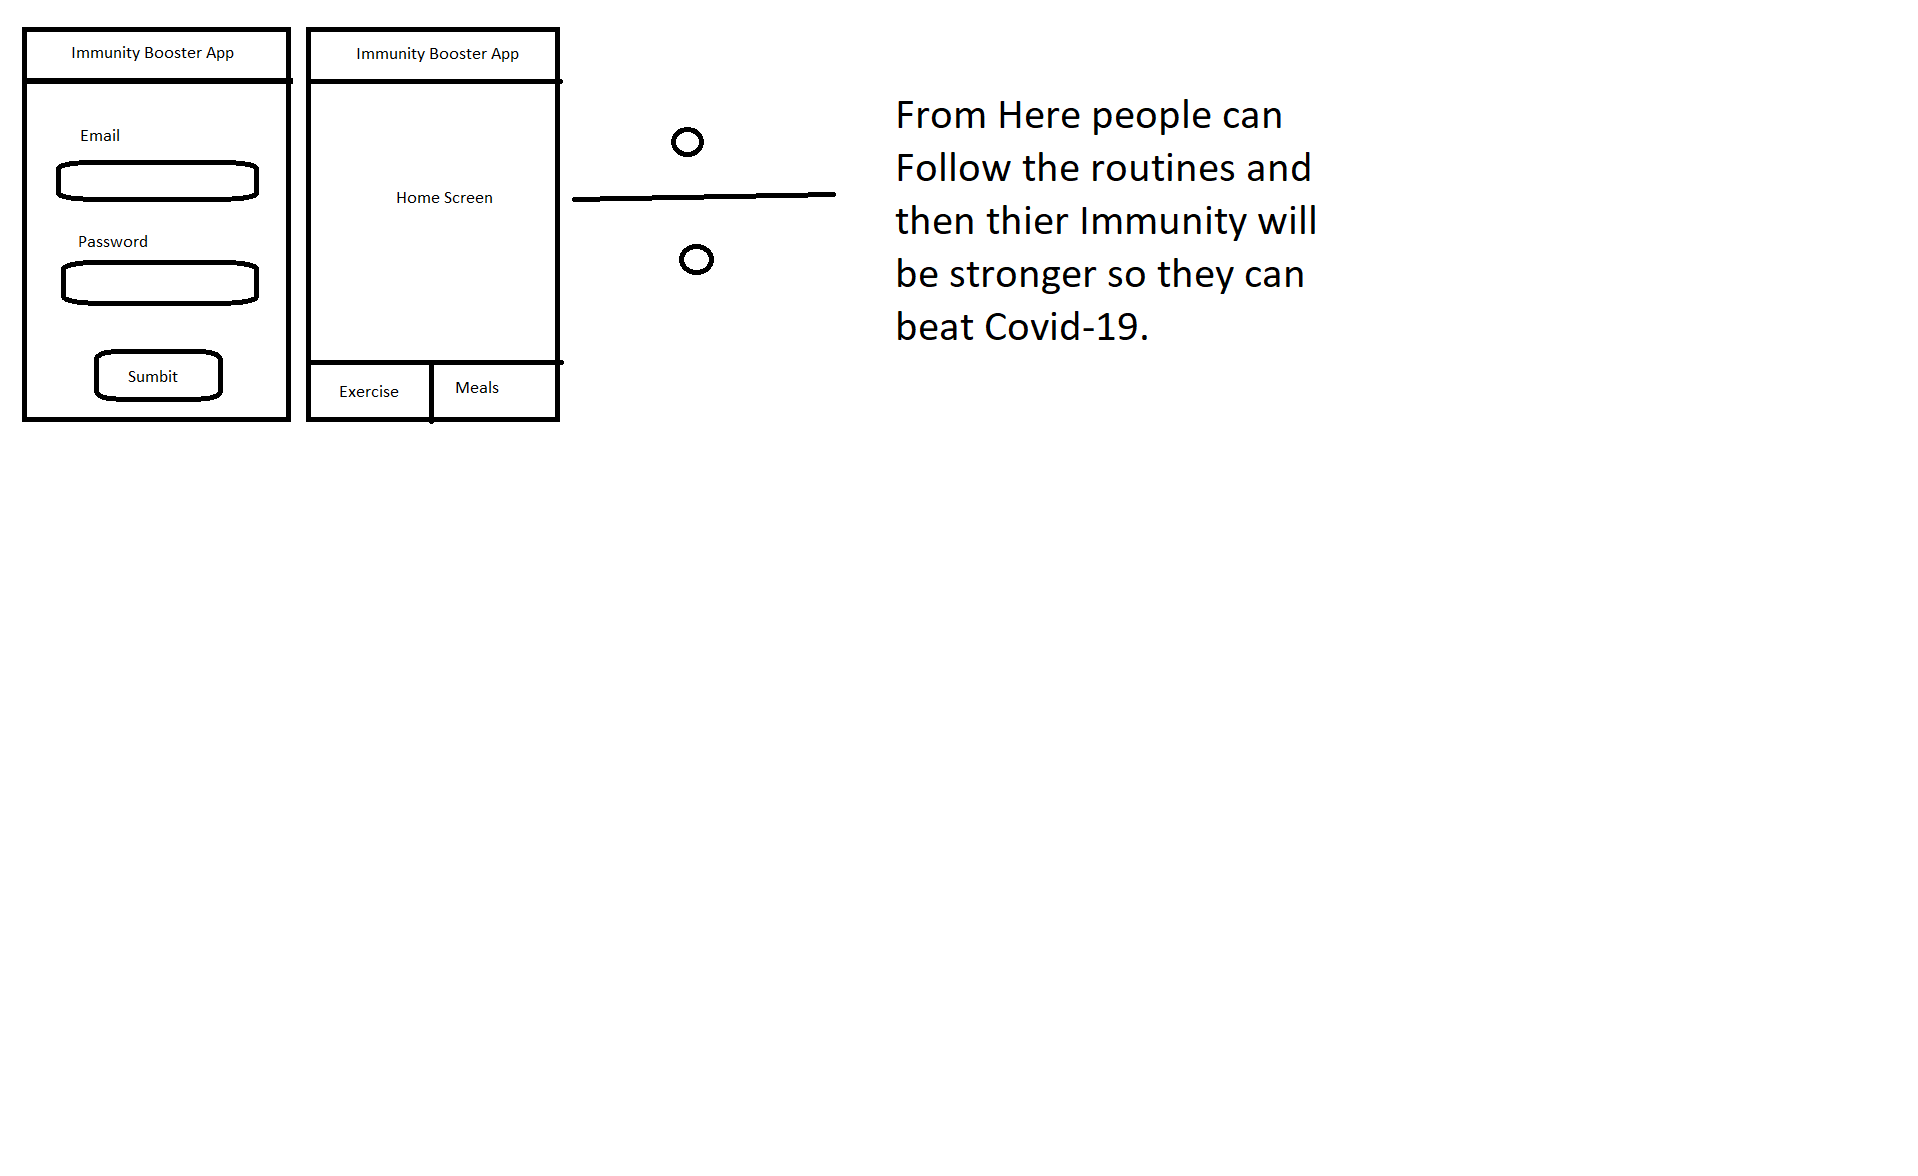 Immunity Booster App
Email
Password
Sumbit
Immunity Booster App
Home Screen
Exercise
Meals
From Here people can
Follow the routines and
then thier Immunity will
be stronger so they can
beat Covid-19.